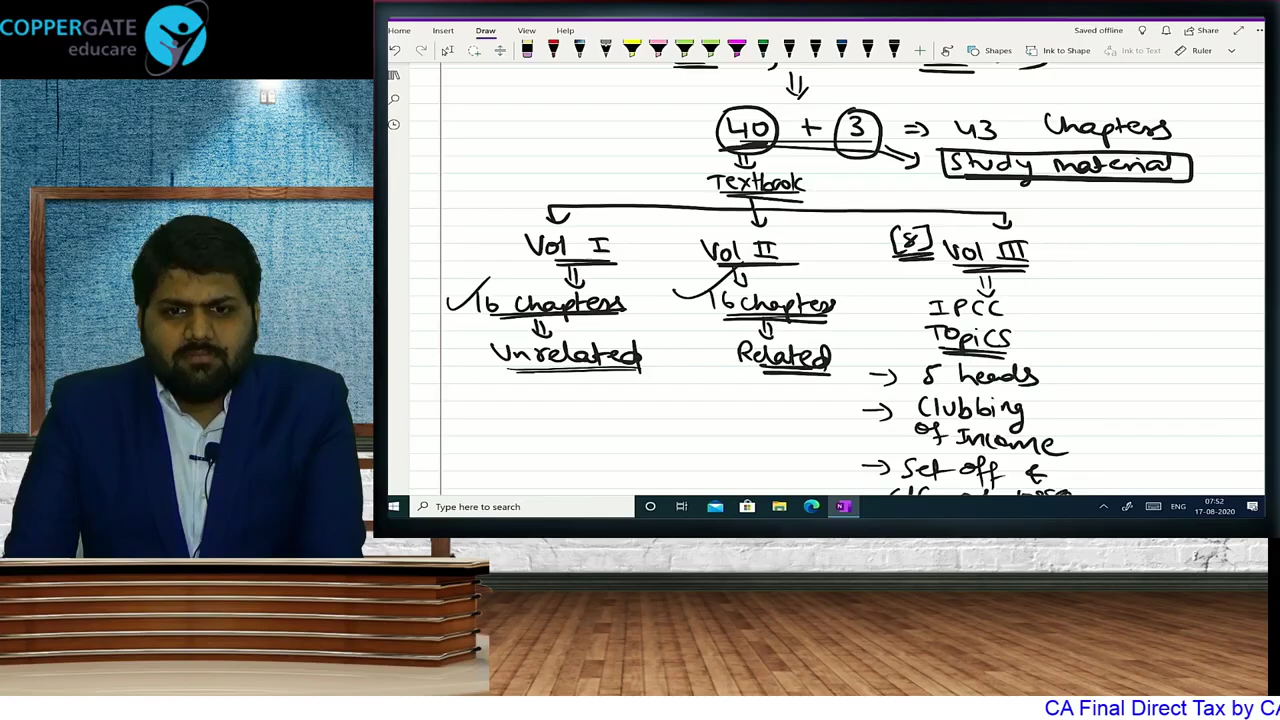 COPPERGATE
educare
Home Insert Draw View Help
Saved offline
Share
Shapes
Ink to Shape
Ink to Text
Ruler
40 + 3 ⇒ 43 Chapters
Study material
Textbook
Vol I
Vol II
[8] Vol III
16 chapters
16 chapters
IPCC
Topics
Unrelated
Related
→ 5 heads
→ Clubbing
of Income
→ Set off &
Type here to search
ENG
07:52
17-08-2020
CA Final Direct Tax by CA